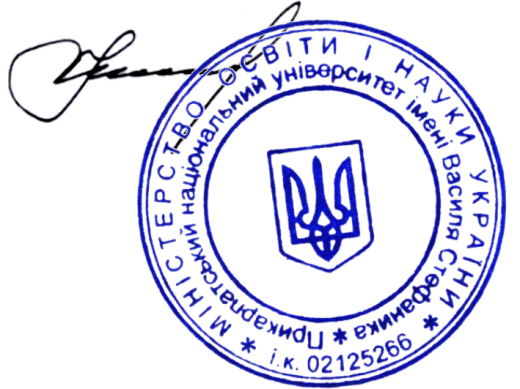 * МІНІСТЕРСТВО ОСВІТИ І НАУКИ УКРАЇНИ *
Прикарпатський національний університет імені Василя Стефаника *
і.к. 02125266